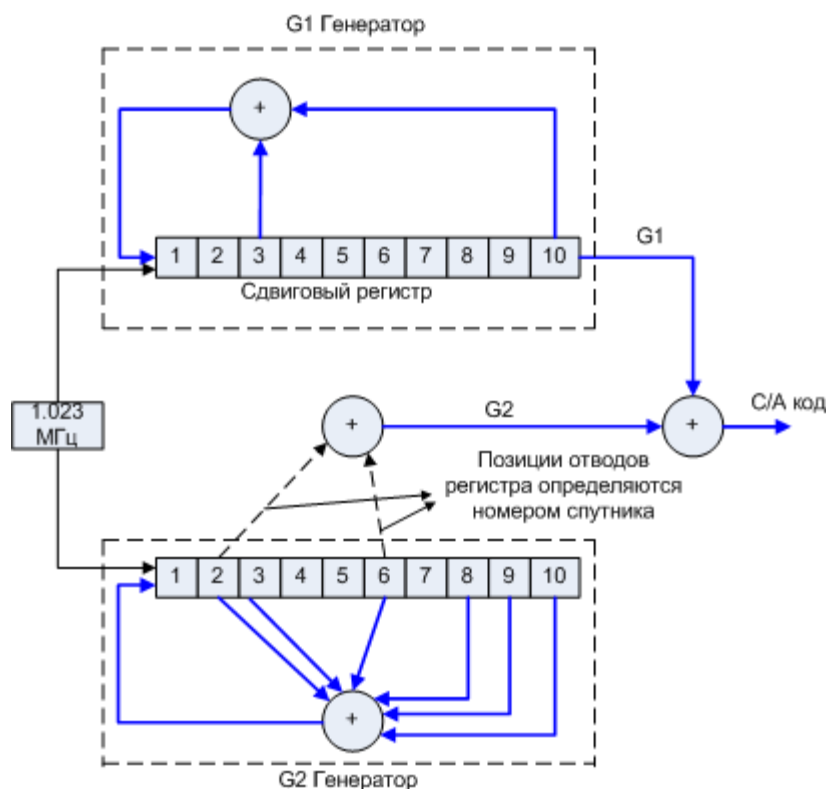 G1 Генератор
+
1 2 3 4 5 6 7 8 9 10
Сдвиговый регистр
G1
1.023
МГц
+
G2
+
C/A код
Позиции отводов
регистра определяются
номером спутника
1 2 3 4 5 6 7 8 9 10
+
G2 Генератор